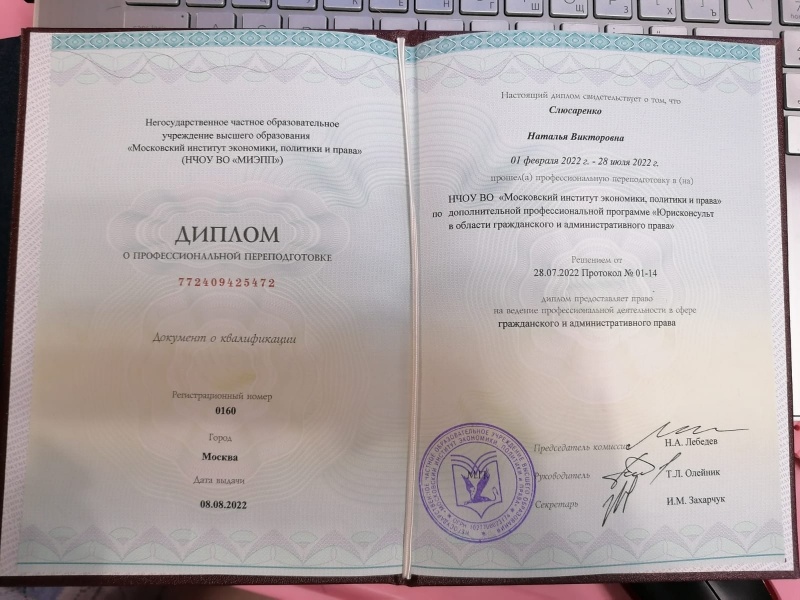 Негосударственное частное образовательное
учреждение высшего образования
«Московский институт экономики, политики и права»
(НЧОУ ВО «МИЭПП»)
ДИПЛОМ
О ПРОФЕССИОНАЛЬНОЙ ПЕРЕПОДГОТОВКЕ
772409425472
Документ о квалификации
Регистрационный номер
0160
Город
Москва
Дата выдачи
08.08.2022
Настоящий диплом свидетельствует о том, что
Слюсаренко
Наталья Викторовна
01 февраля 2022 г. - 28 июля 2022 г.
прошел(а) профессиональную переподготовку в (на)
НЧОУ ВО «Московский институт экономики, политики и права»
по дополнительной профессиональной программе «Юрисконсульт
в области гражданского и административного права»
Решением от
28.07.2022 Протокол № 01-14
диплом предоставляет право
на ведение профессиональной деятельности в сфере
гражданского и административного права
Председатель комиссии
Н.А. Лебедев
Руководитель
Т.Л. Олейник
Секретарь
И.М. Захарчук
М.П.